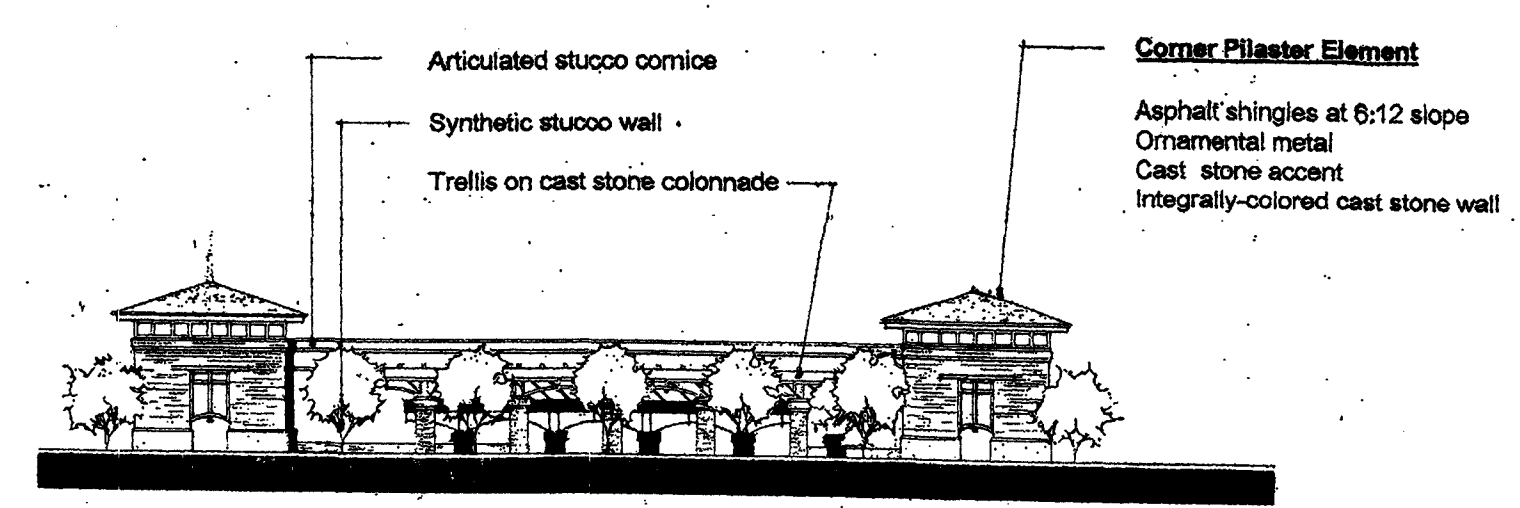 Articulated stucco cornice
Synthetic stucco wall
Trellis on cast stone colonnade
Corner Pilaster Element
Asphalt shingles at 6:12 slope
Ornamental metal
Cast stone accent
Integrally-colored cast stone wall